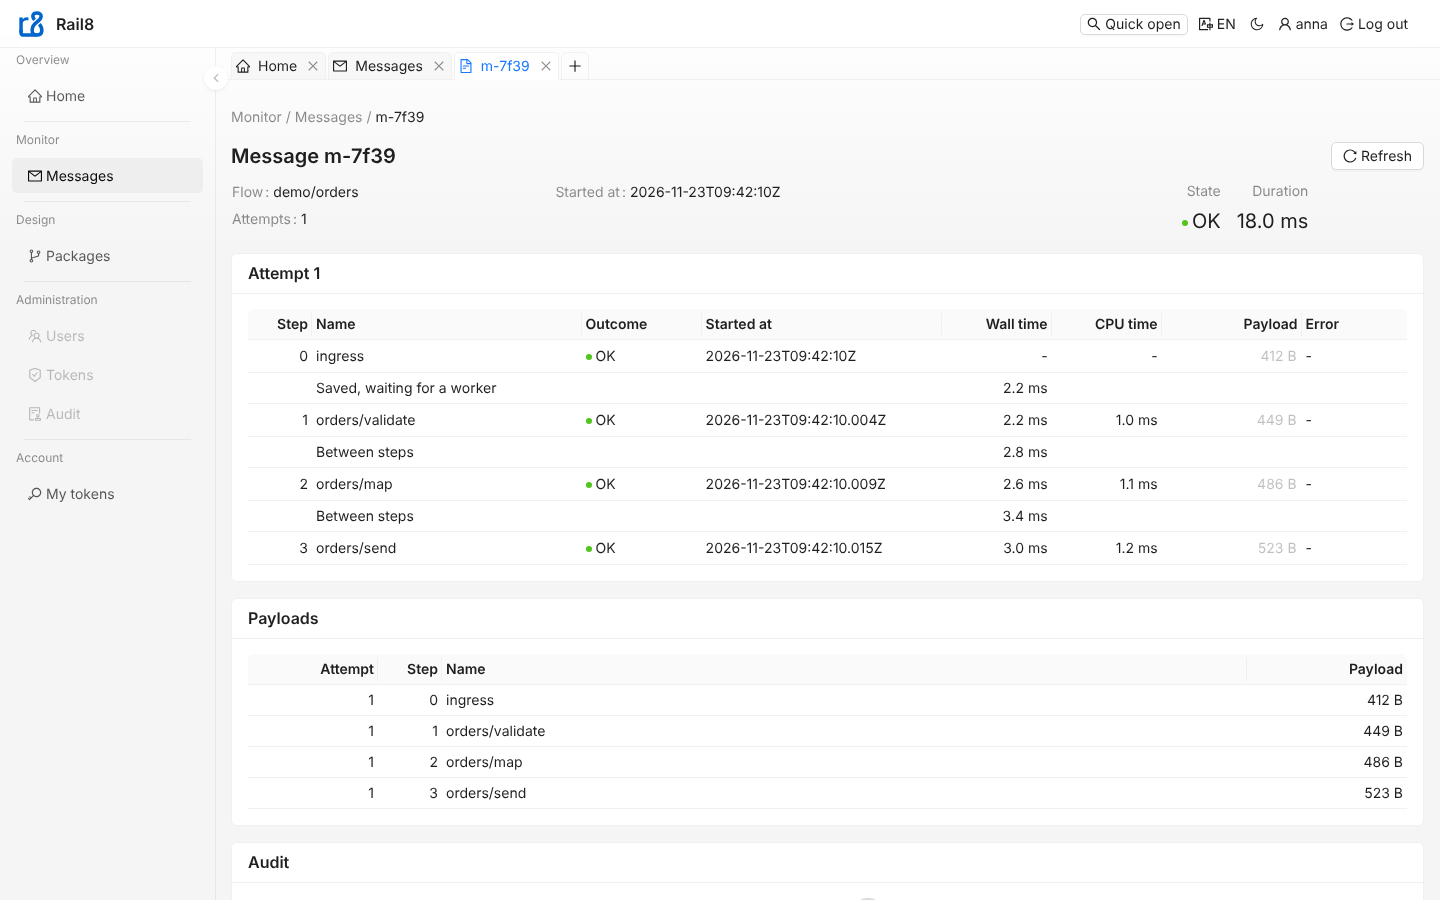 r8 Rail8
Quick open EN anna Log out
Overview
Home
Monitor
Messages
Design
Packages
Administration
Users
Tokens
Audit
Account
My tokens
Home Messages m-7f39
Monitor / Messages / m-7f39
Message m-7f39
Refresh
Flow : demo/orders Started at : 2026-11-23T09:42:10Z
Attempts : 1
State Duration
OK 18.0 ms
Attempt 1
Step Name Outcome Started at Wall time CPU time Payload Error
0 ingress OK 2026-11-23T09:42:10Z - - 412 B -
Saved, waiting for a worker 2.2 ms
1 orders/validate OK 2026-11-23T09:42:10.004Z 2.2 ms 1.0 ms 449 B -
Between steps 2.8 ms
2 orders/map OK 2026-11-23T09:42:10.009Z 2.6 ms 1.1 ms 486 B -
Between steps 3.4 ms
3 orders/send OK 2026-11-23T09:42:10.015Z 3.0 ms 1.2 ms 523 B -
Payloads
Attempt Step Name Payload
1 0 ingress 412 B
1 1 orders/validate 449 B
1 2 orders/map 486 B
1 3 orders/send 523 B
Audit